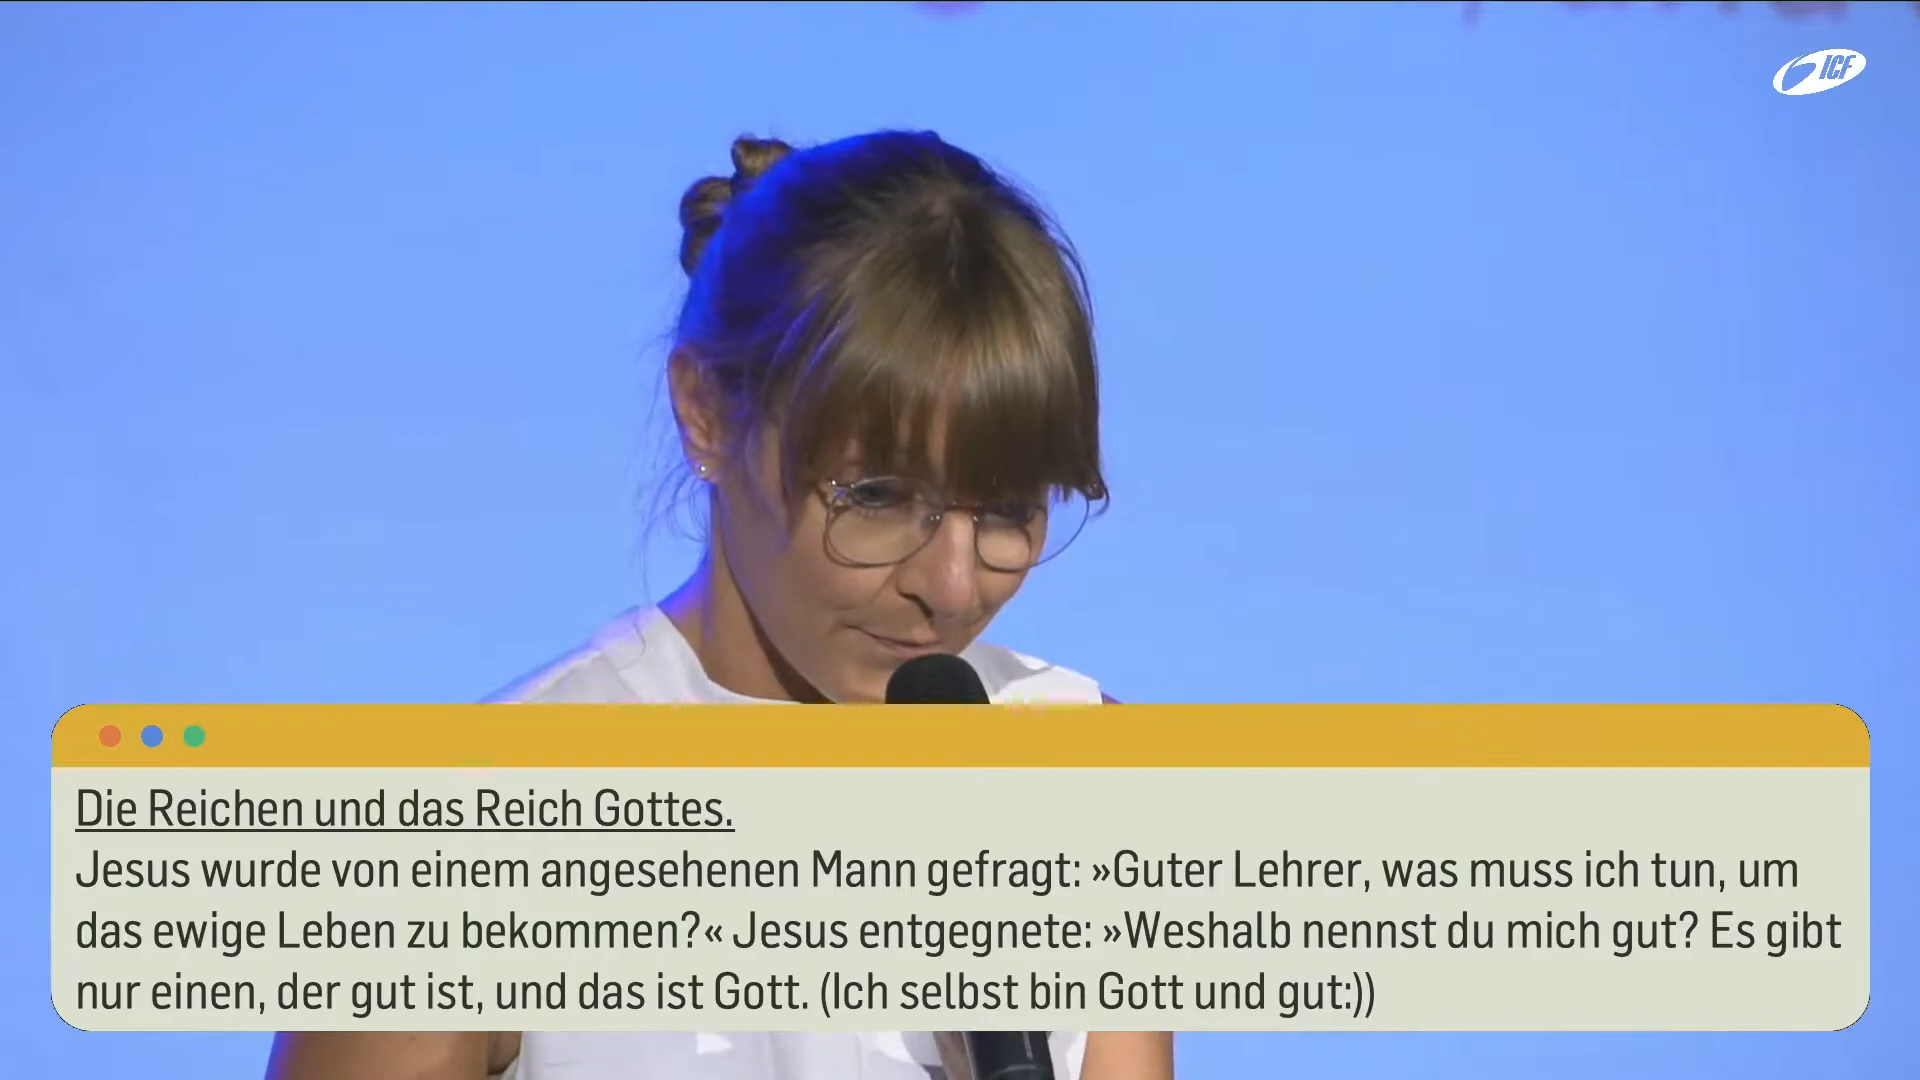 ICF
Die Reichen und das Reich Gottes.
Jesus wurde von einem angesehenen Mann gefragt: »Guter Lehrer, was muss ich tun, um
das ewige Leben zu bekommen?« Jesus entgegnete: »Weshalb nennst du mich gut? Es gibt
nur einen, der gut ist, und das ist Gott. (Ich selbst bin Gott und gut:))